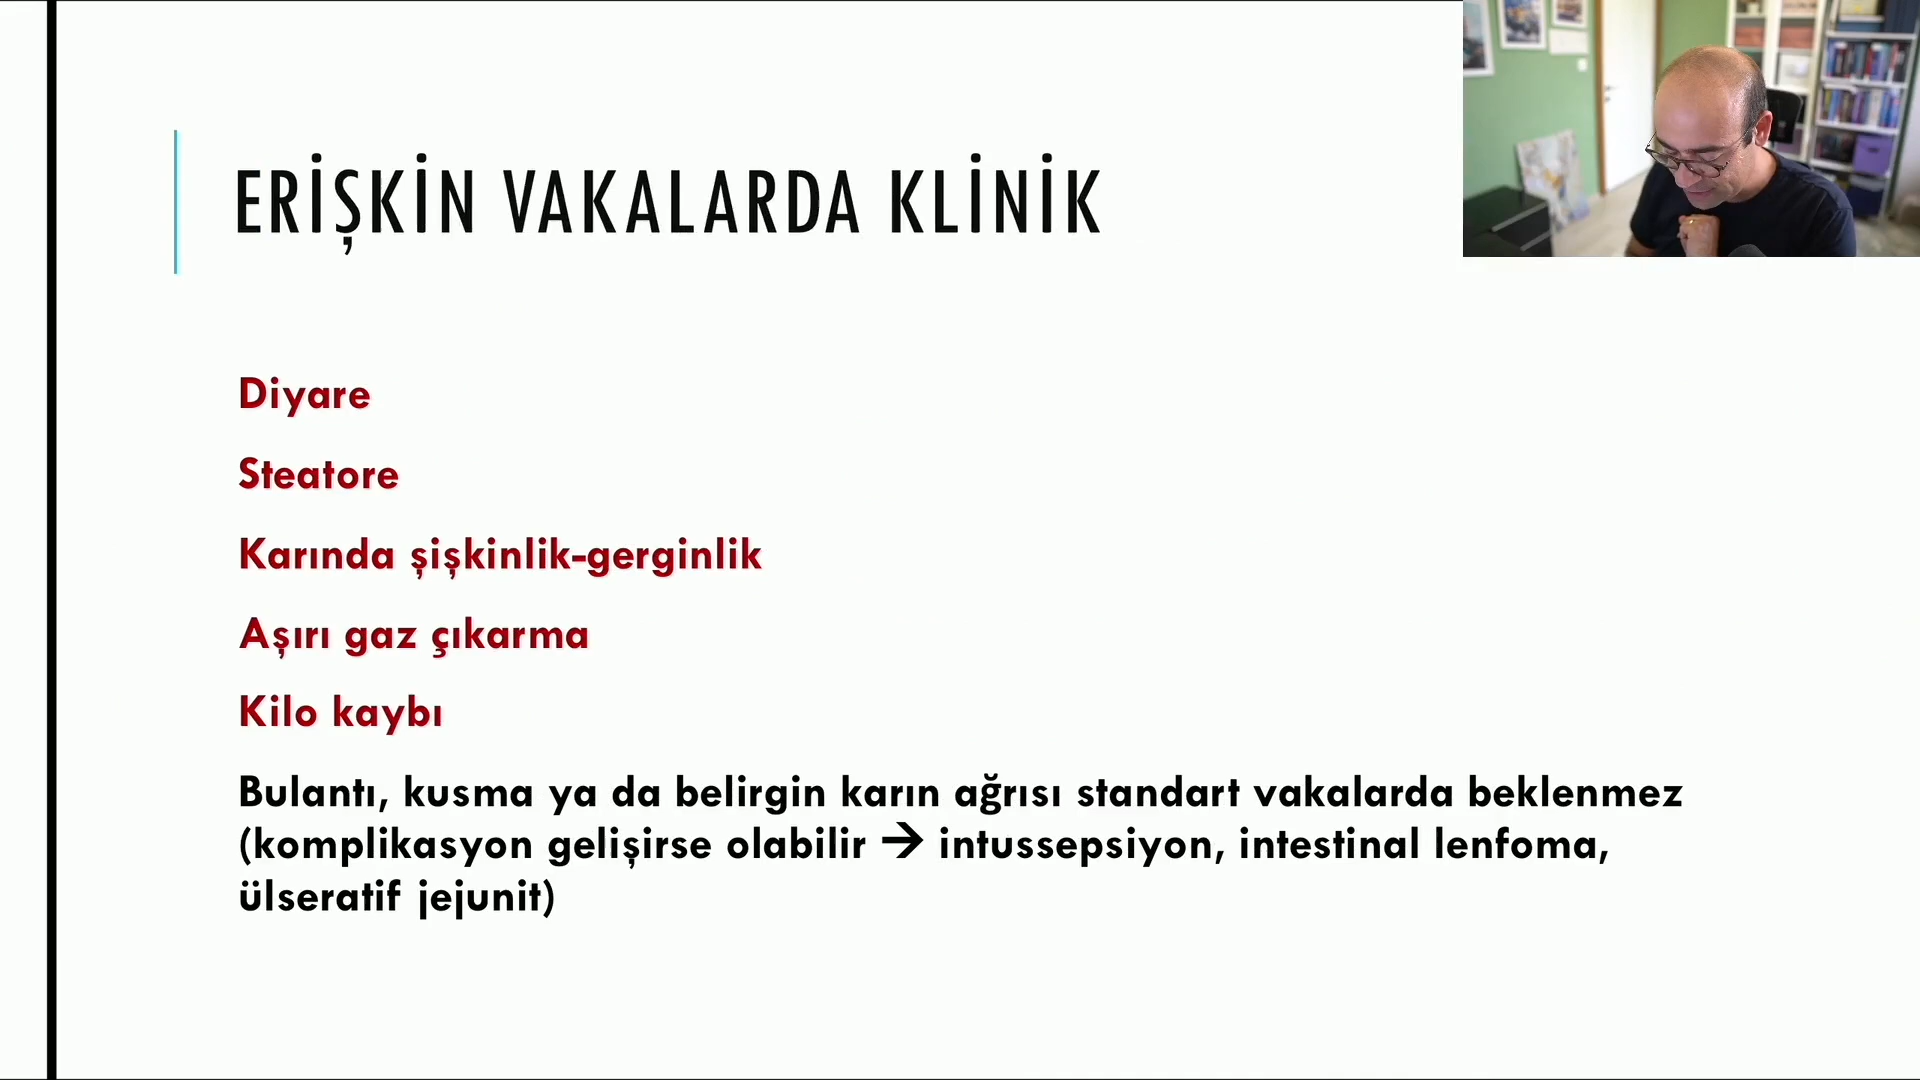 ERİŞKİN VAKALARDA KLİNİK
Diyare
Steatore
Karında şişkinlik-gerginlik
Aşırı gaz çıkarma
Kilo kaybı
Bulantı, kusma ya da belirgin karın ağrısı standart vakalarda beklenmez
(komplikasyon gelişirse olabilir → intussepsiyon, intestinal lenfoma,
ülseratif jejunit)